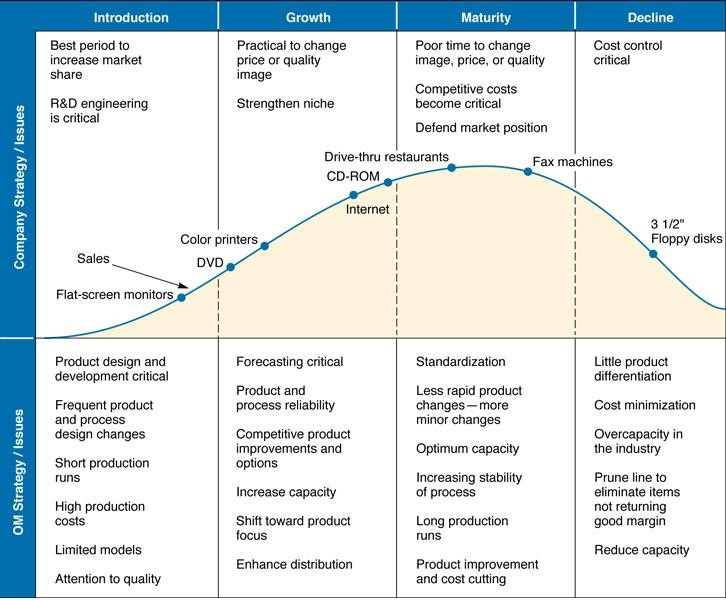 Introduction
Growth
Maturity
Decline
Company Strategy / Issues
Best period to
increase market
share
R&D engineering
is critical
Practical to change
price or quality
image
Strengthen niche
Poor time to change
image, price, or quality
Competitive costs
become critical
Defend market position
Cost control
critical
Drive-thru restaurants
Fax machines
CD-ROM
Internet
3 1/2"
Floppy disks
Color printers
Sales
DVD
Flat-screen monitors
OM Strategy / Issues
Product design and
development critical
Frequent product
and process
design changes
Short production
runs
High production
costs
Limited models
Attention to quality
Forecasting critical
Product and
process reliability
Competitive product
improvements and
options
Increase capacity
Shift toward product
focus
Enhance distribution
Standardization
Less rapid product
changes—more
minor changes
Optimum capacity
Increasing stability
of process
Long production
runs
Product improvement
and cost cutting
Little product
differentiation
Cost minimization
Overcapacity in
the industry
Prune line to
eliminate items
not returning
good margin
Reduce capacity